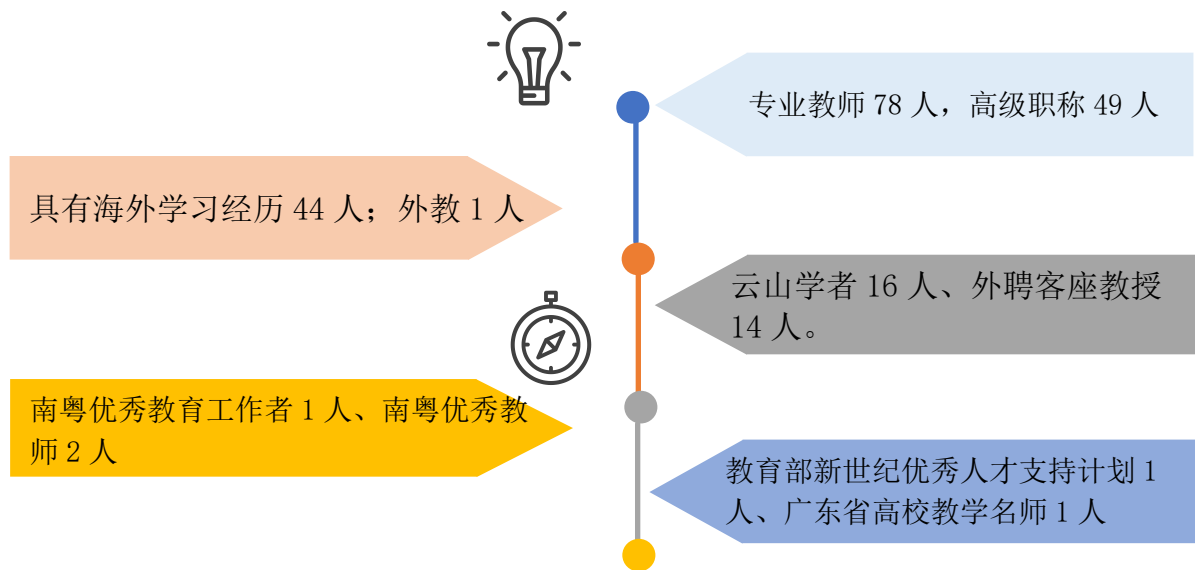 专业教师 78 人，高级职称 49 人
具有海外学习经历 44 人；外教 1 人
云山学者 16 人、外聘客座教授
14 人。
南粤优秀教育工作者 1 人、南粤优秀教
师 2 人
教育部新世纪优秀人才支持计划 1
人、广东省高校教学名师 1 人